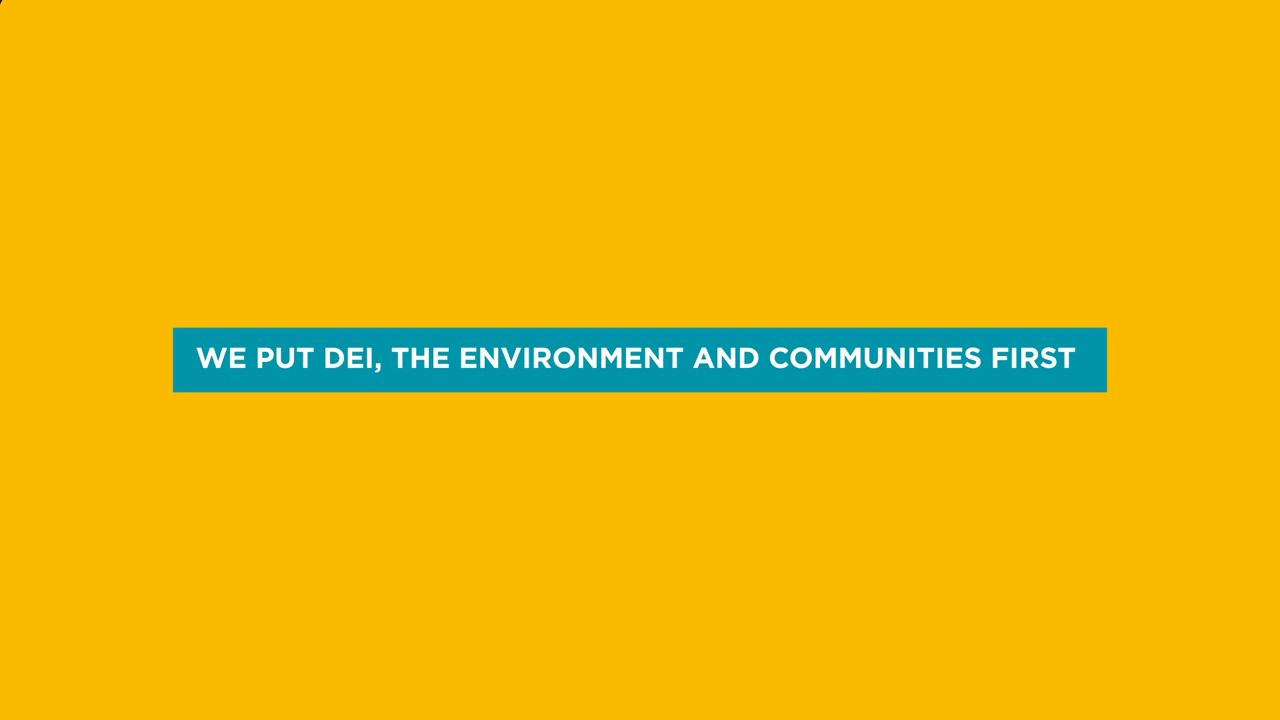 WE PUT DEI, THE ENVIRONMENT AND COMMUNITIES FIRST